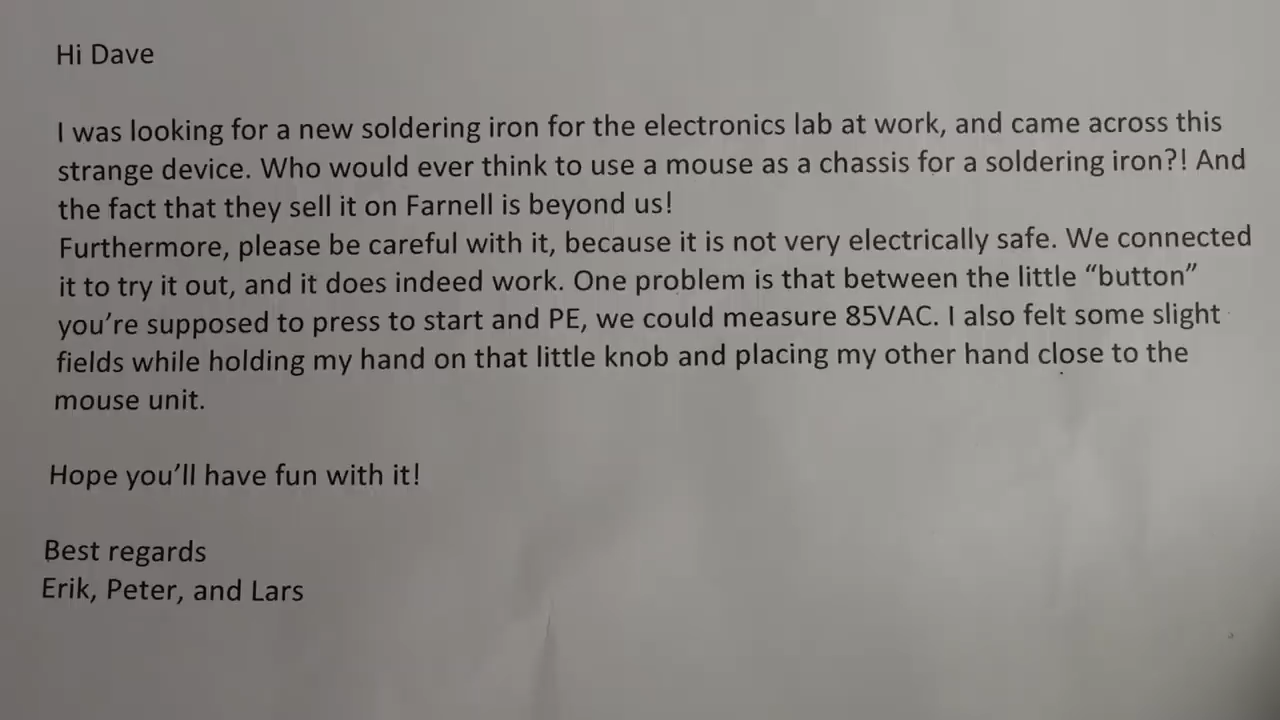 Hi Dave
I was looking for a new soldering iron for the electronics lab at work, and came across this
strange device. Who would ever think to use a mouse as a chassis for a soldering iron?! And
the fact that they sell it on Farnell is beyond us!
Furthermore, please be careful with it, because it is not very electrically safe. We connected
it to try it out, and it does indeed work. One problem is that between the little “button”
you’re supposed to press to start and PE, we could measure 85VAC. I also felt some slight
fields while holding my hand on that little knob and placing my other hand close to the
mouse unit.
Hope you’ll have fun with it!
Best regards
Erik, Peter, and Lars